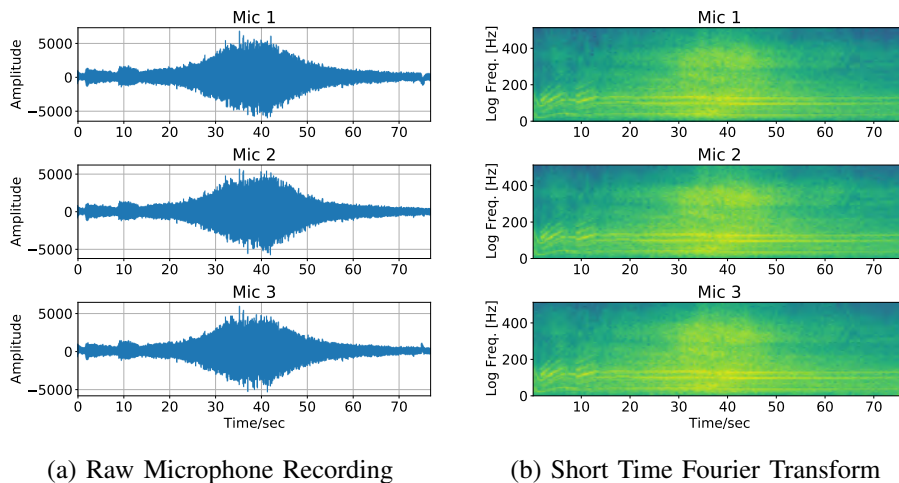 Mic 1
Amplitude
5000
0
−5000
0 10 20 30 40 50 60 70
Mic 2
Amplitude
5000
0
−5000
0 10 20 30 40 50 60 70
Mic 3
Amplitude
5000
0
−5000
0 10 20 30 40 50 60 70
Time/sec
(a) Raw Microphone Recording
Mic 1
Log Freq. [Hz]
400
200
0
10 20 30 40 50 60 70
Mic 2
Log Freq. [Hz]
400
200
0
10 20 30 40 50 60 70
Mic 3
Log Freq. [Hz]
400
200
0
10 20 30 40 50 60 70
Time/sec
(b) Short Time Fourier Transform